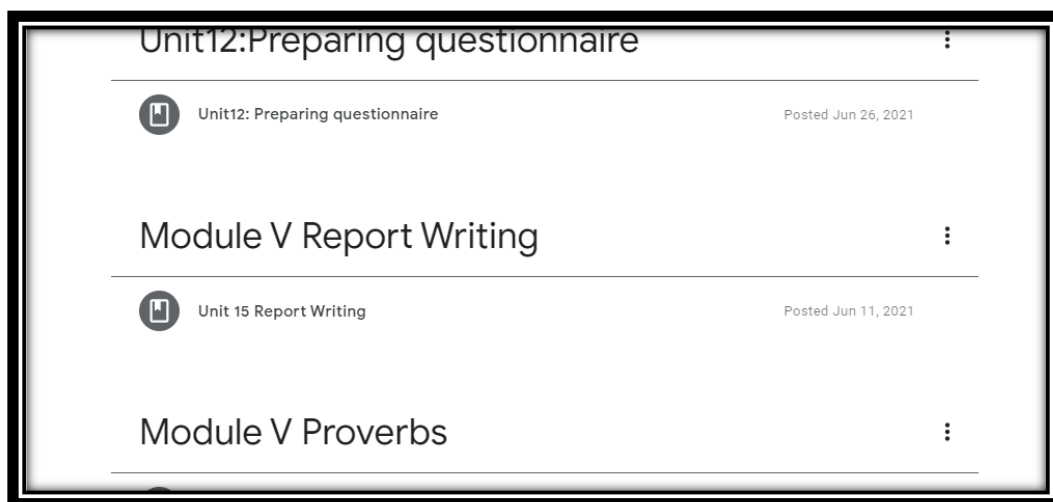 Unit12:Preparing questionnaire
Unit12: Preparing questionnaire Posted Jun 26, 2021
Module V Report Writing
Unit 15 Report Writing Posted Jun 11, 2021
Module V Proverbs